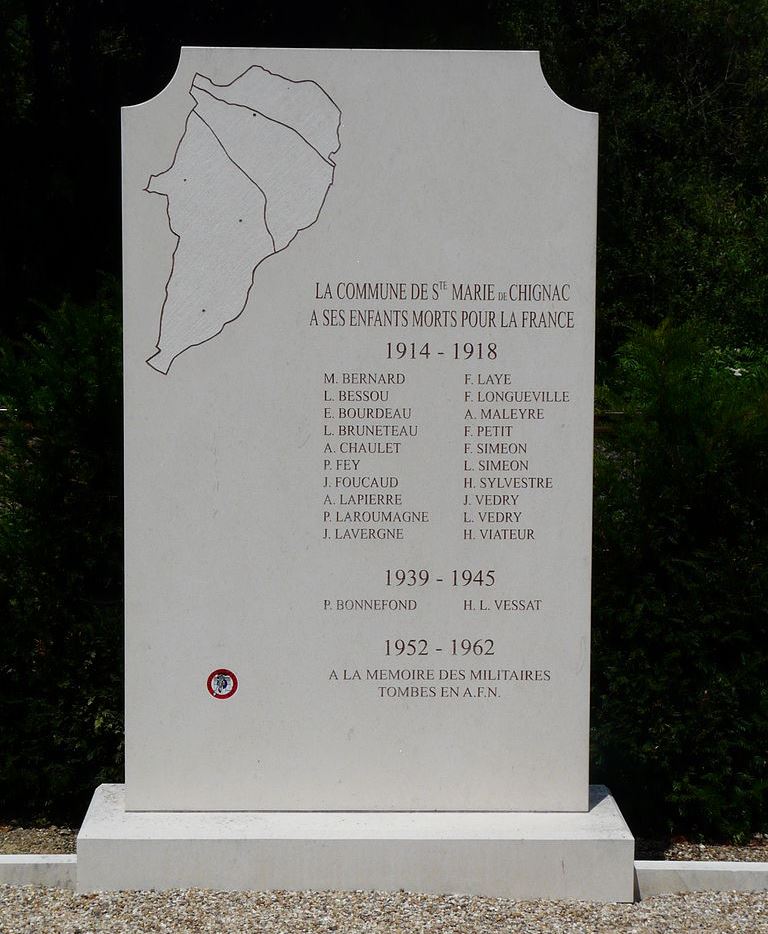 LA COMMUNE DE STE MARIE DE CHIGNAC
A SES ENFANTS MORTS POUR LA FRANCE
1914 - 1918
M. BERNARD
L. BESSOU
E. BOURDEAU
L. BRUNETEAU
A. CHAULET
P. FEY
J. FOUCAUD
A. LAPIERRE
P. LAROUMAGNE
J. LAVERGNE
F. LAYE
F. LONGUEVILLE
A. MALEYRE
F. PETIT
F. SIMEON
L. SIMEON
H. SYLVESTRE
J. VEDRY
L. VEDRY
H. VIATEUR
1939 - 1945
P. BONNEFOND
H. L. VESSAT
1952 - 1962
A LA MEMOIRE DES MILITAIRES
TOMBES EN A.F.N.